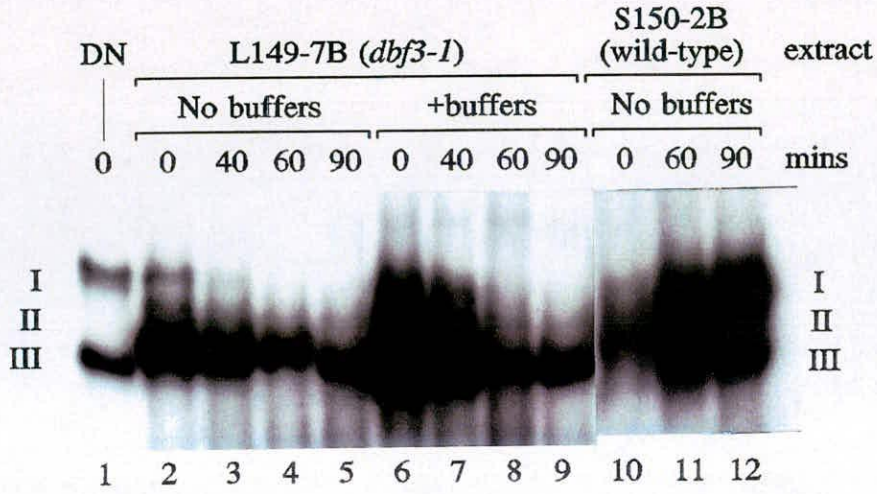 S150-2B
DN L149-7B (dbf3-1) (wild-type) extract
No buffers +buffers No buffers
0 0 40 60 90 0 40 60 90 0 60 90 mins
I I
II II
III III
1 2 3 4 5 6 7 8 9 10 11 12